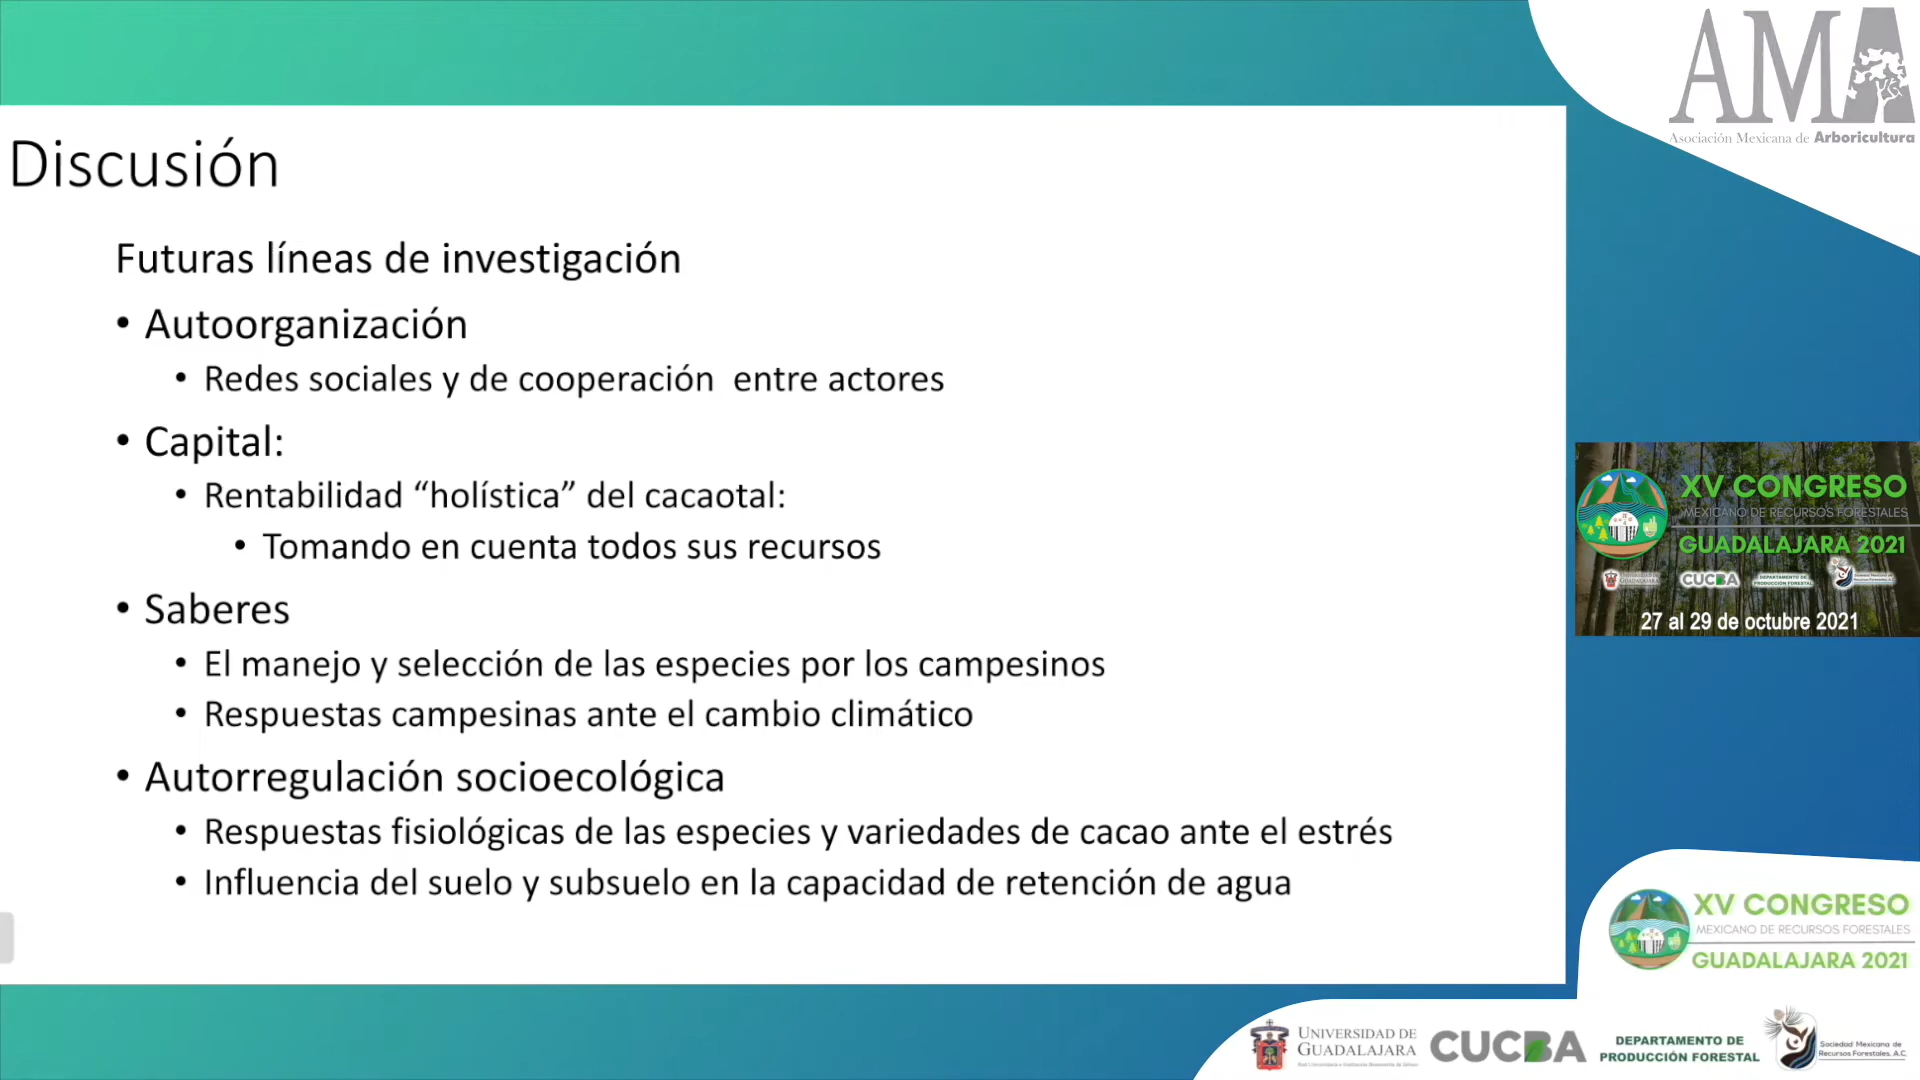 AMA
Asociación Mexicana de Arboricultura
Discusión
Futuras líneas de investigación
• Autoorganización
• Redes sociales y de cooperación entre actores
• Capital:
• Rentabilidad “holística” del cacaotal:
• Tomando en cuenta todos sus recursos
• Saberes
• El manejo y selección de las especies por los campesinos
• Respuestas campesinas ante el cambio climático
• Autorregulación socioecológica
• Respuestas fisiológicas de las especies y variedades de cacao ante el estrés
• Influencia del suelo y subsuelo en la capacidad de retención de agua
XV CONGRESO
MEXICANO DE RECURSOS FORESTALES
GUADALAJARA 2021
CUCBA
DEPARTAMENTO DE
PRODUCCIÓN FORESTAL
27 al 29 de octubre 2021
XV CONGRESO
MEXICANO DE RECURSOS FORESTALES
GUADALAJARA 2021
UNIVERSIDAD DE
GUADALAJARA
CUCBA
DEPARTAMENTO DE
PRODUCCIÓN FORESTAL
Sociedad Mexicana de
Recursos Forestales, A.C.